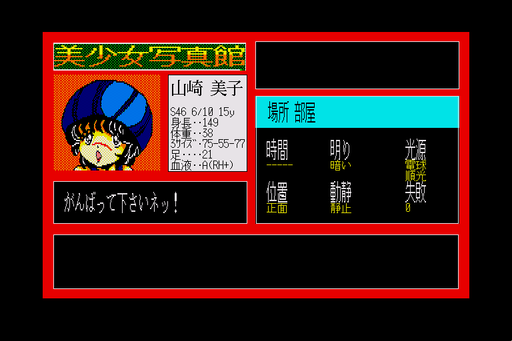 美少女写真館
山崎 美子
S46 6/10 15y
身長・・149
体重・・38
3サイズ・75-55-77
足・・・・21
血液・・A(RH+)
がんばって下さいネッ!
場所 部屋
時間 明り 光源
----- 暗い 電球
順光
位置 動静 失敗
正面 静止 0